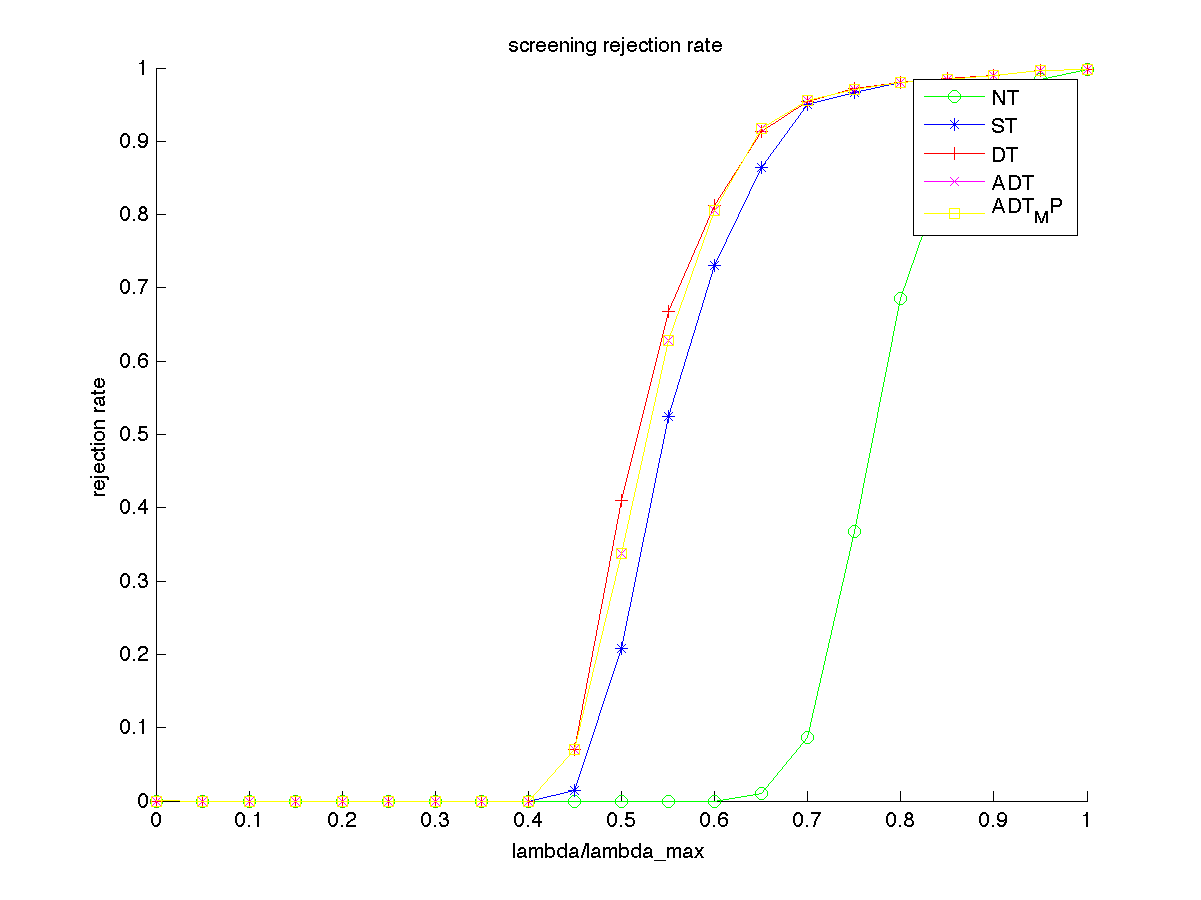 screening rejection rate
1
0.9
0.8
0.7
0.6
0.5
0.4
0.3
0.2
0.1
0
rejection rate
NT
ST
DT
ADT
ADT_MP
0 0.1 0.2 0.3 0.4 0.5 0.6 0.7 0.8 0.9 1
lambda/lambda_max